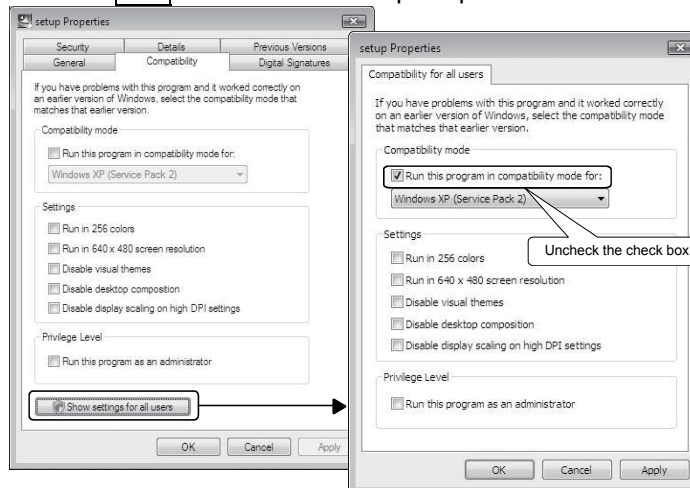 setup Properties
Security Details Previous Versions
General Compatibility Digital Signatures
If you have problems with this program and it worked correctly on
an earlier version of Windows, select the compatibility mode that
matches that earlier version.
Compatibility mode
Run this program in compatibility mode for:
Windows XP (Service Pack 2)
Settings
Run in 256 colors
Run in 640 x 480 screen resolution
Disable visual themes
Disable desktop composition
Disable display scaling on high DPI settings
Privilege Level
Run this program as an administrator
Show settings for all users
OK Cancel Apply
setup Properties
Compatibility for all users
If you have problems with this program and it worked correctly
on an earlier version of Windows, select the compatibility mode
that matches that earlier version.
Compatibility mode
Run this program in compatibility mode for:
Windows XP (Service Pack 2)
Uncheck the check box
Settings
Run in 256 colors
Run in 640 x 480 screen resolution
Disable visual themes
Disable desktop composition
Disable display scaling on high DPI settings
Privilege Level
Run this program as an administrator
OK Cancel Apply